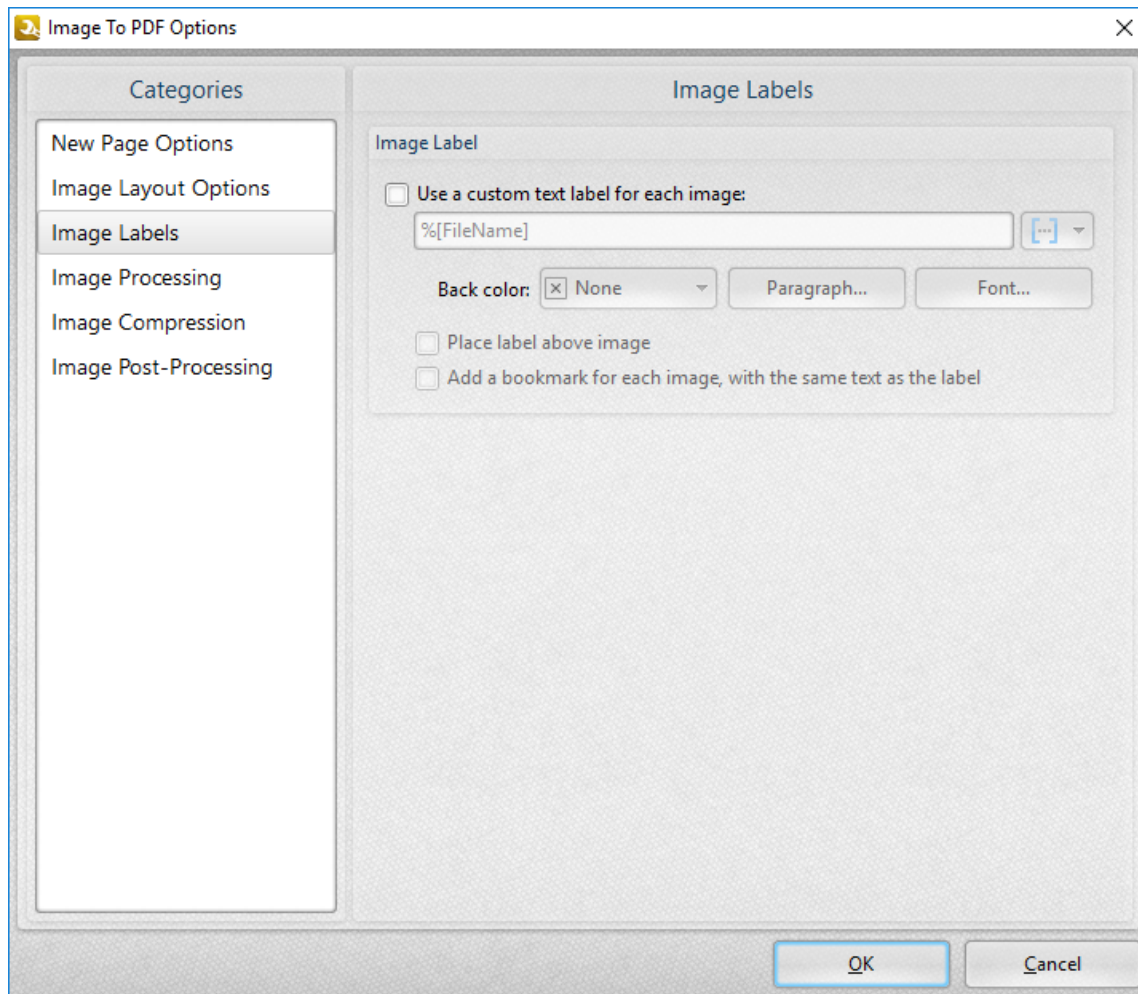 Image To PDF Options
Categories
New Page Options
Image Layout Options
Image Labels
Image Processing
Image Compression
Image Post-Processing
Image Labels
Image Label
Use a custom text label for each image:
%[FileName]
Back color: None Paragraph... Font...
Place label above image
Add a bookmark for each image, with the same text as the label
OK Cancel